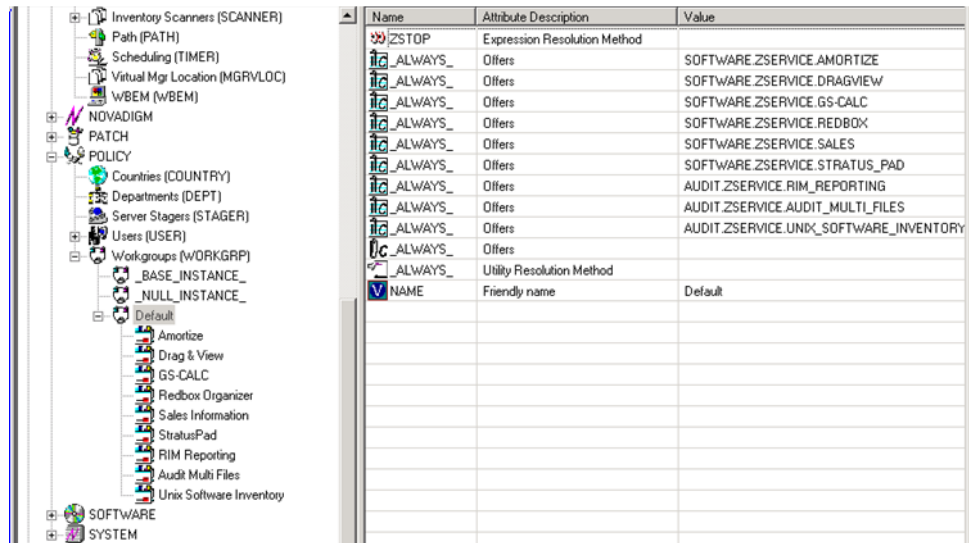 Inventory Scanners (SCANNER)
Path (PATH)
Scheduling (TIMER)
Virtual Mgr Location (MGRVLOC)
WBEM (WBEM)
NOVADIGM
PATCH
POLICY
Countries (COUNTRY)
Departments (DEPT)
Server Stagers (STAGER)
Users (USER)
Workgroups (WORKGRP)
_BASE_INSTANCE_
_NULL_INSTANCE_
Default
Amortize
Drag & View
GS-CALC
Redbox Organizer
Sales Information
StratusPad
RIM Reporting
Audit Multi Files
Unix Software Inventory
SOFTWARE
SYSTEM
Name Attribute Description Value
ZSTOP Expression Resolution Method
_ALWAYS_ Offers SOFTWARE.ZSERVICE.AMORTIZE
_ALWAYS_ Offers SOFTWARE.ZSERVICE.DRAGVIEW
_ALWAYS_ Offers SOFTWARE.ZSERVICE.GS-CALC
_ALWAYS_ Offers SOFTWARE.ZSERVICE.REDBOX
_ALWAYS_ Offers SOFTWARE.ZSERVICE.SALES
_ALWAYS_ Offers SOFTWARE.ZSERVICE.STRATUS_PAD
_ALWAYS_ Offers AUDIT.ZSERVICE.RIM_REPORTING
_ALWAYS_ Offers AUDIT.ZSERVICE.AUDIT_MULTI_FILES
_ALWAYS_ Offers AUDIT.ZSERVICE.UNIX_SOFTWARE_INVENTORY
_ALWAYS_ Offers
_ALWAYS_ Utility Resolution Method
NAME Friendly name Default